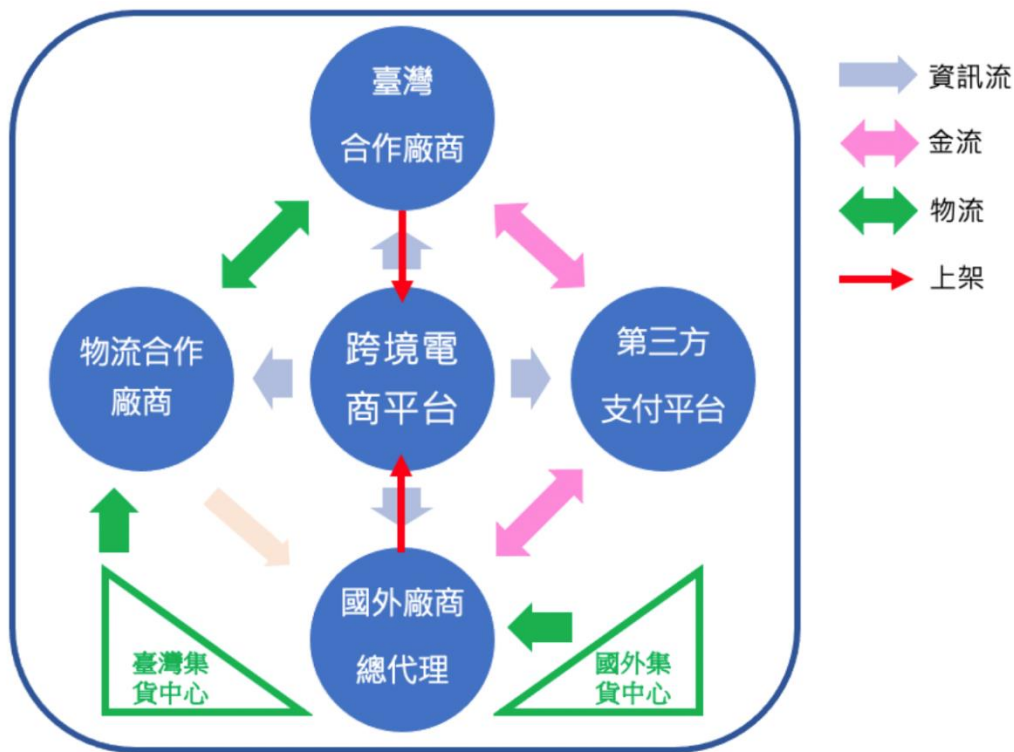 臺灣
合作廠商
資訊流
金流
物流
上架
物流合作
廠商
跨境電
商平台
第三方
支付平台
國外廠商
總代理
臺灣集
貨中心
國外集
貨中心